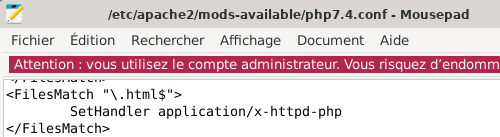 /etc/apache2/mods-available/php7.4.conf - Mousepad
Fichier Édition Rechercher Affichage Document Aide
Attention : vous utilisez le compte administrateur. Vous risquez d’endomm
</FilesMatch>
<FilesMatch "\.html$">
        SetHandler application/x-httpd-php
</FilesMatch>